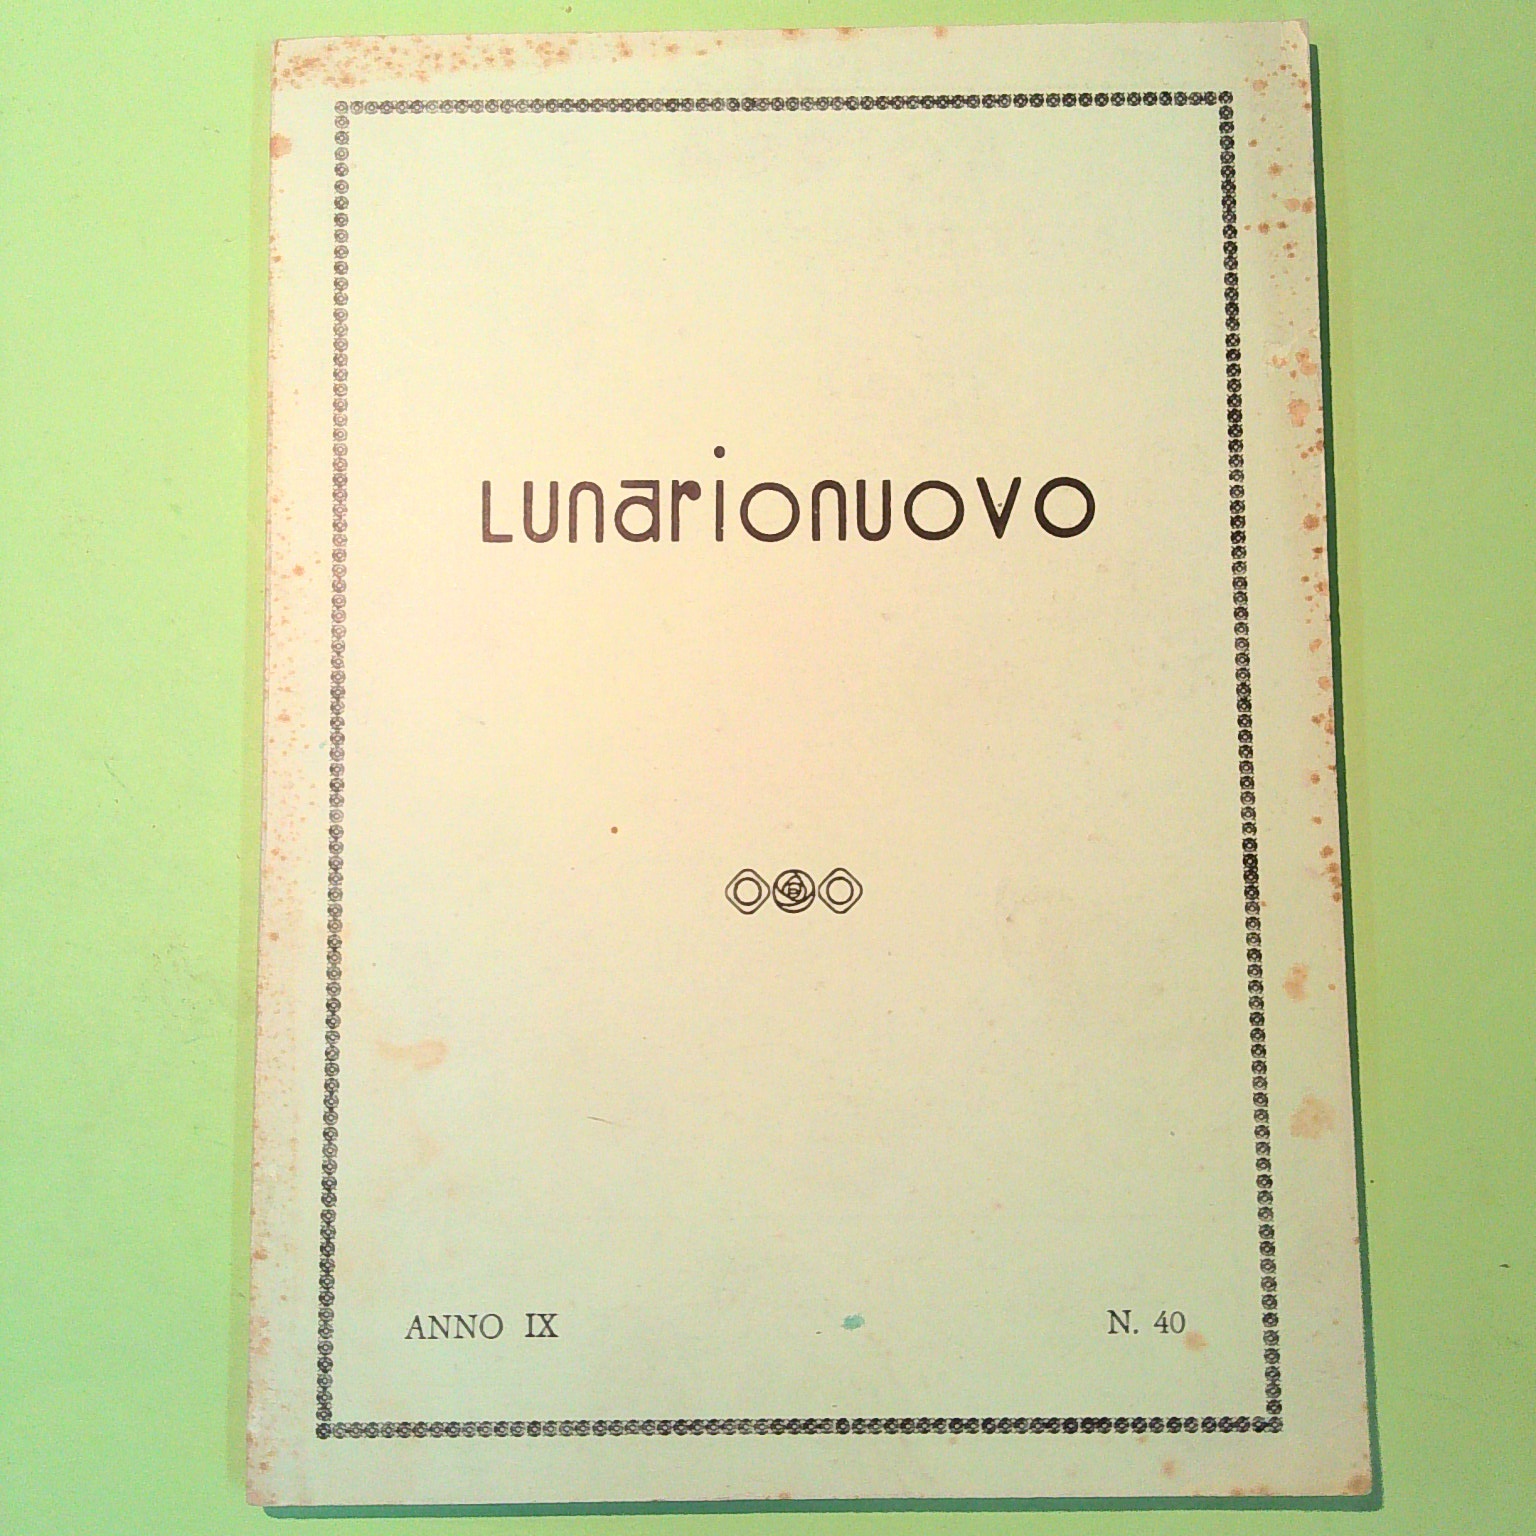 Lunarionuovo
ANNO IX
N. 40